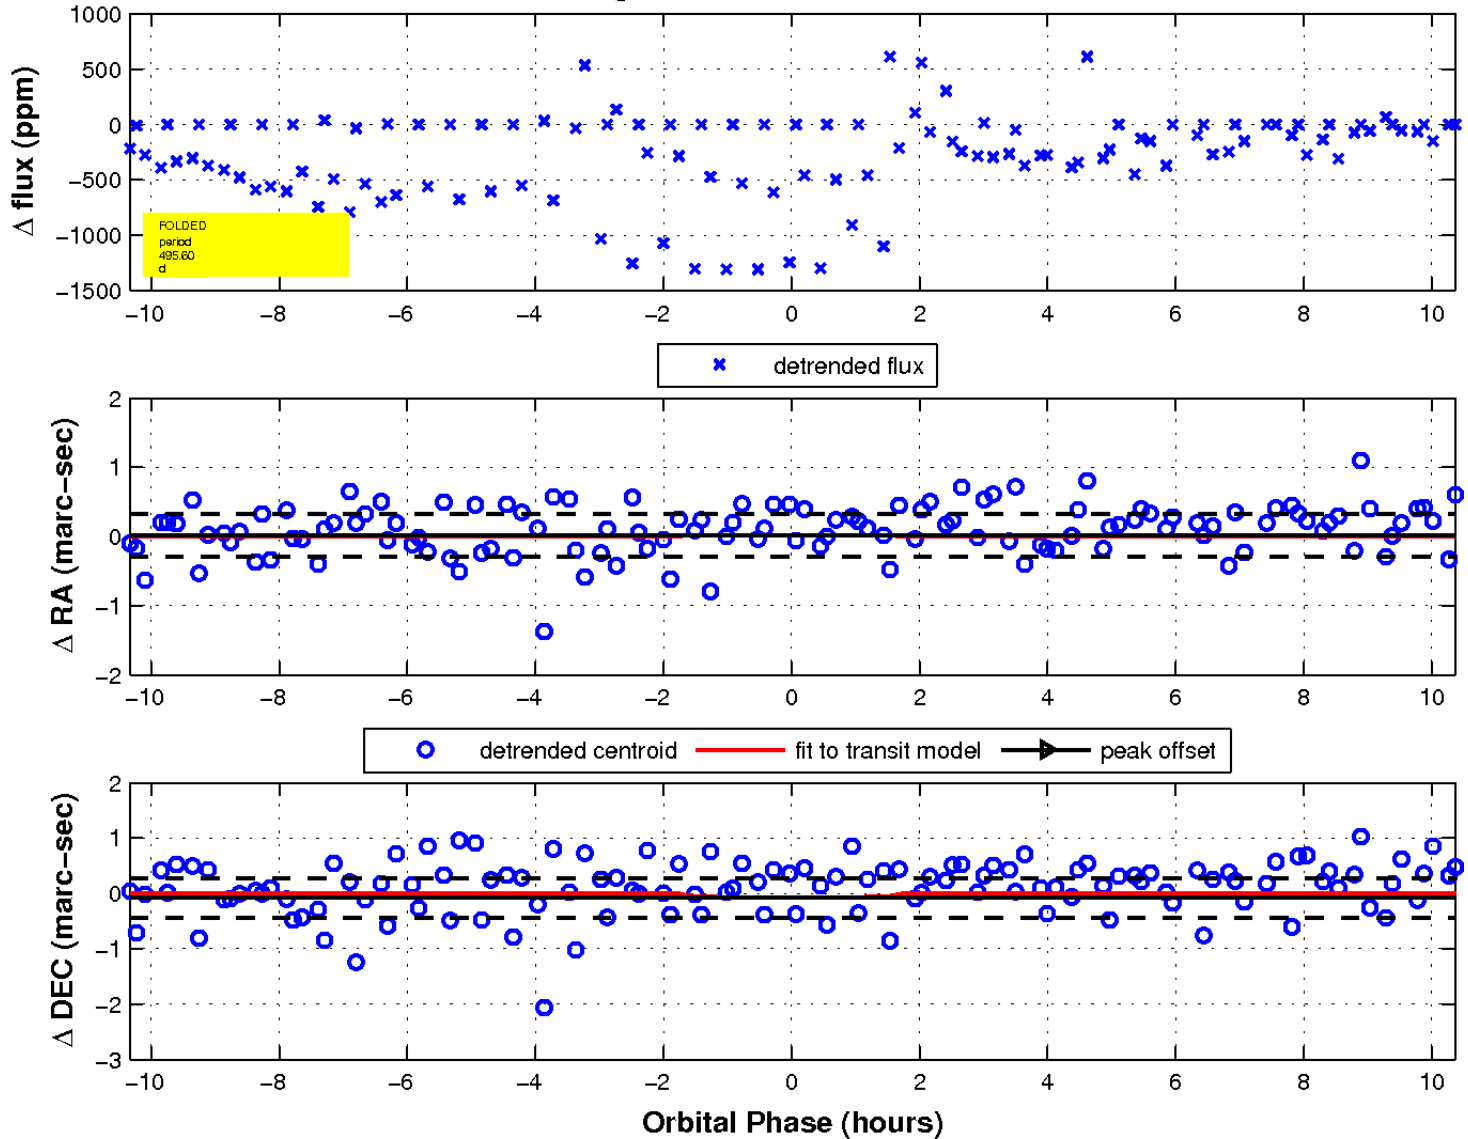 1000
500
0
−500
−1000
−1500
Δ flux (ppm)
FOLDED
period
495.60
d
−10 −8 −6 −4 −2 0 2 4 6 8 10
detrended flux
2
1
0
−1
−2
Δ RA (marc−sec)
−10 −8 −6 −4 −2 0 2 4 6 8 10
detrended centroid fit to transit model peak offset
2
1
0
−1
−2
−3
Δ DEC (marc−sec)
−10 −8 −6 −4 −2 0 2 4 6 8 10
Orbital Phase (hours)